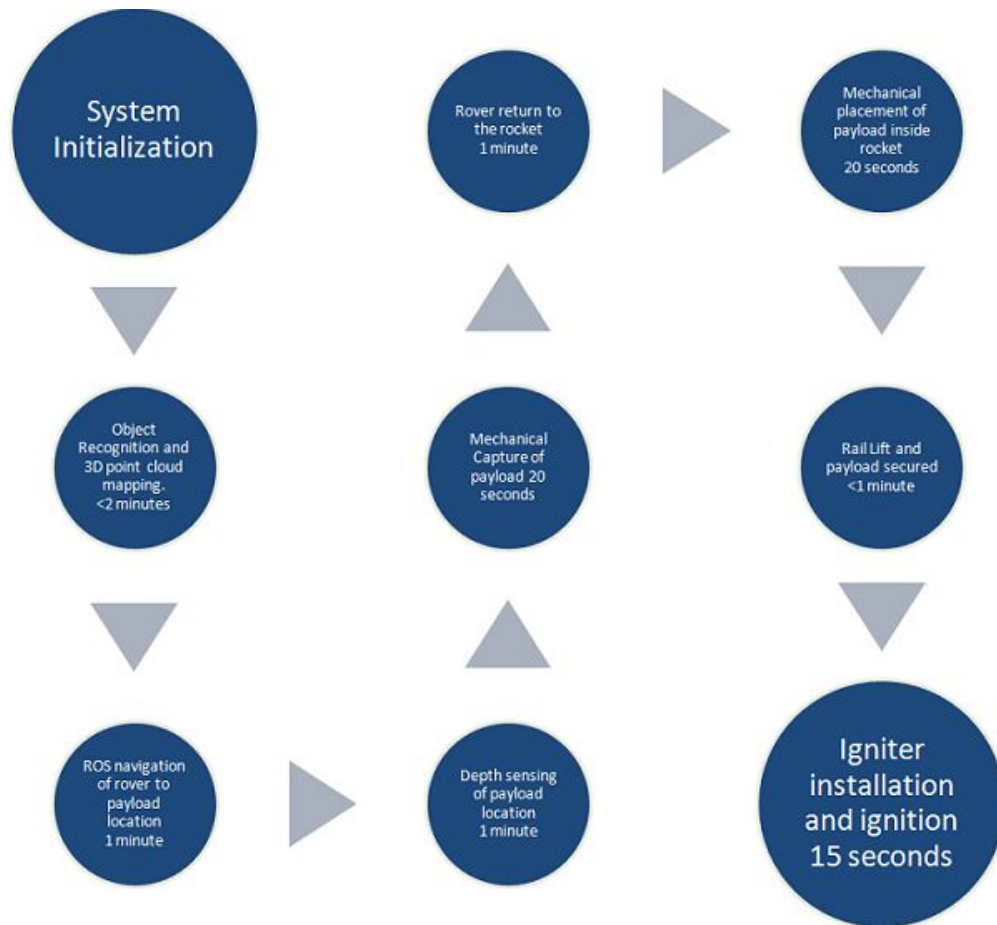 System
Initialization
Object
Recognition and
3D point cloud
mapping.
<2 minutes
ROS navigation
of rover to
payload
location
1 minute
Depth sensing
of payload
location
1 minute
Mechanical
Capture of
payload 20
seconds
Rover return to
the rocket
1 minute
Mechanical
placement of
payload inside
rocket
20 seconds
Rail Lift and
payload secured
<1 minute
Igniter
installation
and ignition
15 seconds